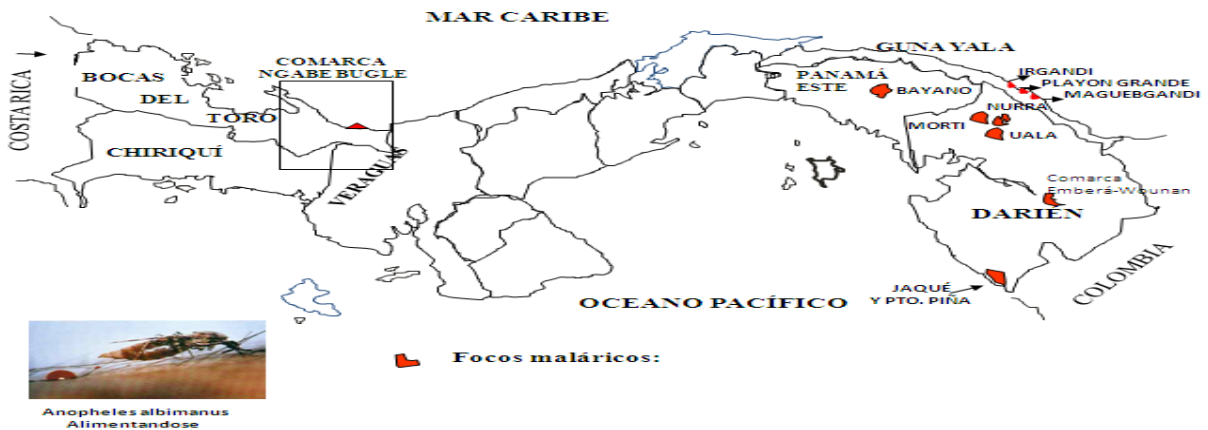 MAR CARIBE
COSTA RICA
BOCAS
DEL
TORO
COMARCA
NGABE BUGLE
CHIRIQUÍ
VERAGUAS
GUNA YALA
PANAMÁ
ESTE
BAYANO
IRGANDI
PLAYON GRANDE
MAGUEBGANDI
NURRA
MORTI
UALA
Comarca
Emberá-Wounan
DARIÉN
COLOMBIA
JAQUÉ
Y PTO. PIÑA
OCEANO PACÍFICO
Focos maláricos:
Anopheles albimanus
Alimentandose